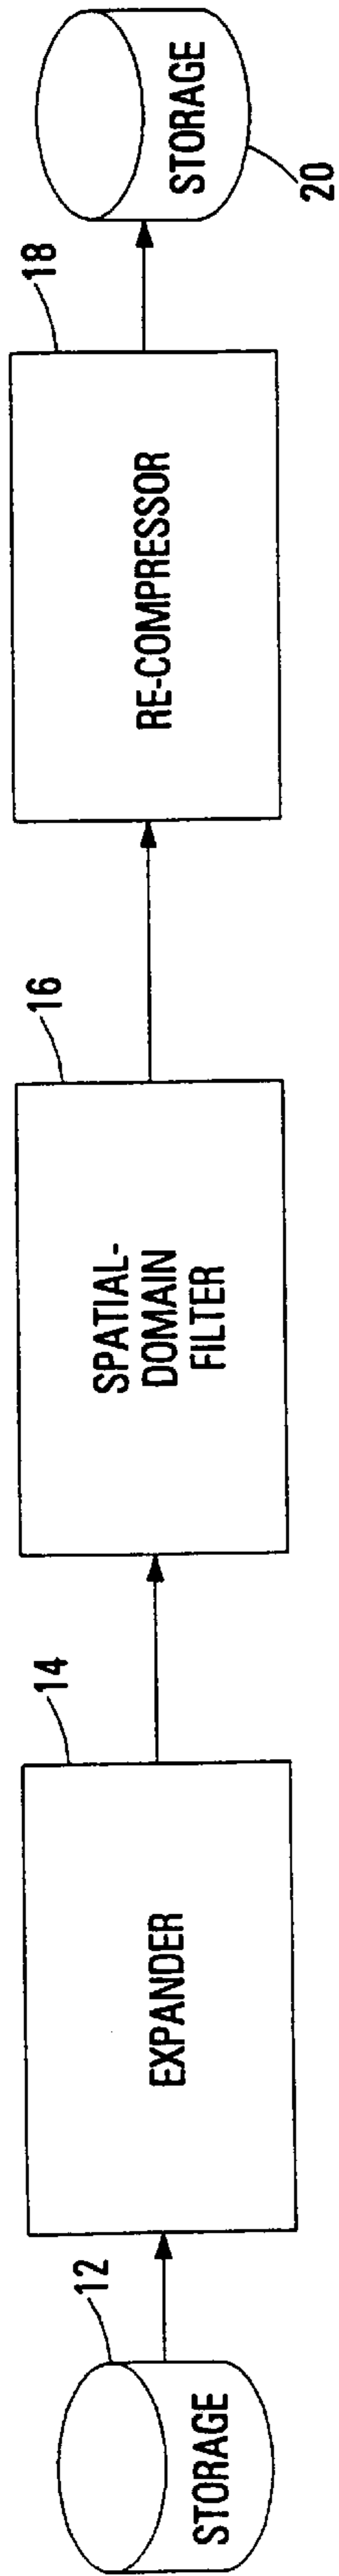 12
STORAGE
14
EXPANDER
16
SPATIAL-
DOMAIN
FILTER
18
RE-COMPRESSOR
STORAGE
20